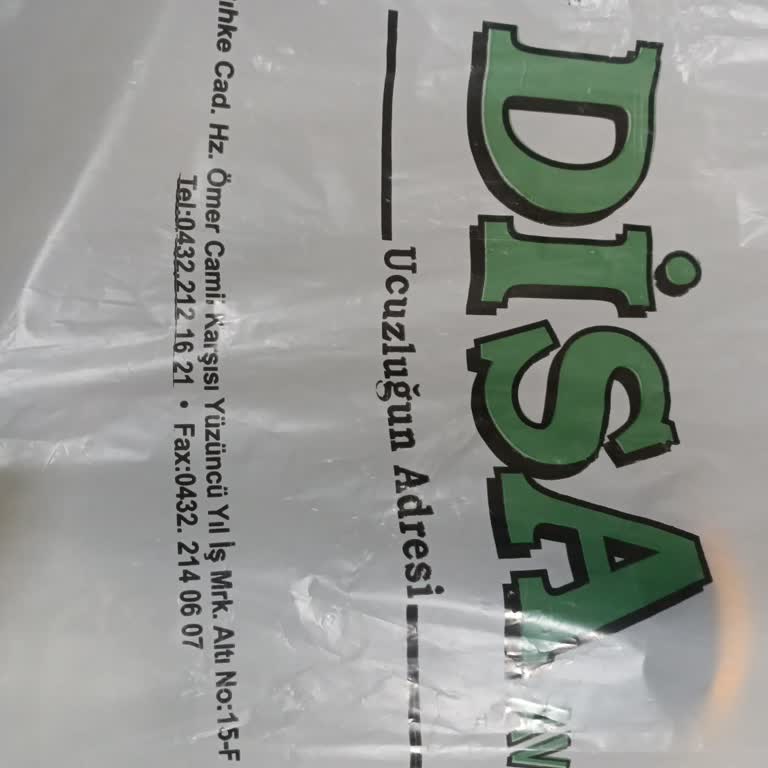 DİSA
Ucuzluğun Adresi
ıhke Cad. Hz. Ömer Camii Karşısı Yüzüncü Yıl İş Mrk. Altı No:15-F
Tel:0432.212 16 21 • Fax:0432. 214 06 07